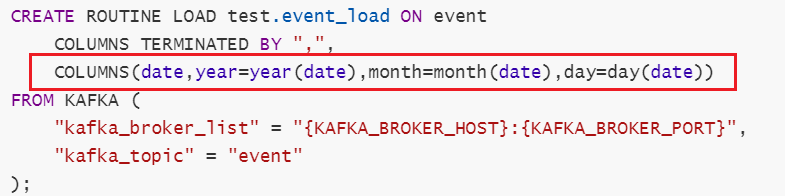 CREATE ROUTINE LOAD test.event_load ON event
COLUMNS TERMINATED BY ",",
COLUMNS(date,year=year(date),month=month(date),day=day(date))
FROM KAFKA (
"kafka_broker_list" = "{KAFKA_BROKER_HOST}:{KAFKA_BROKER_PORT}",
"kafka_topic" = "event"
);